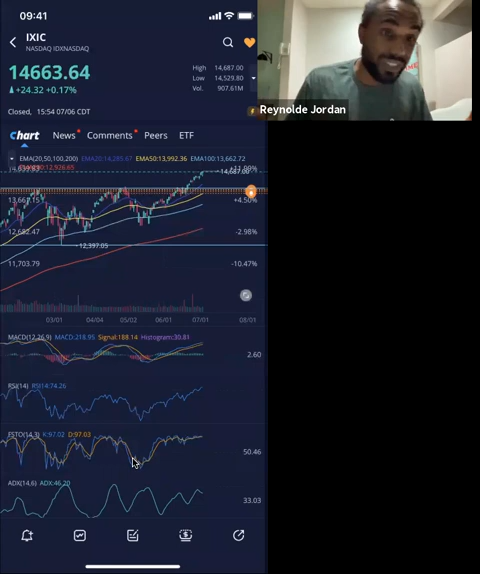 09:41
IXIC
NASDAQ IDXNASDAQ
14663.64
+24.32 +0.17%
High 14,687.00
Low 14,529.80
Vol. 907.61M
Closed, 15:54 07/06 CDT
Reynolde Jordan
Chart News Comments Peers ETF
EMA(20,50,100,200) EMA20:14,285.67 EMA50:13,992.36 EMA100:13,662.72
14,687.00
13,667.15 +4.50%
12,682.47 -2.98%
12,397.05
11,703.79 -10.47%
03/01 04/04 05/02 06/01 07/01 08/01
MACD(12,26,9) MACD:218.95 Signal:188.14 Histogram:30.81
2.60
RSI(14) RSI14:74.26
FSTO(14,3) K:97.02 D:97.03
50.46
ADX(14,6) ADX:46.20
33.03